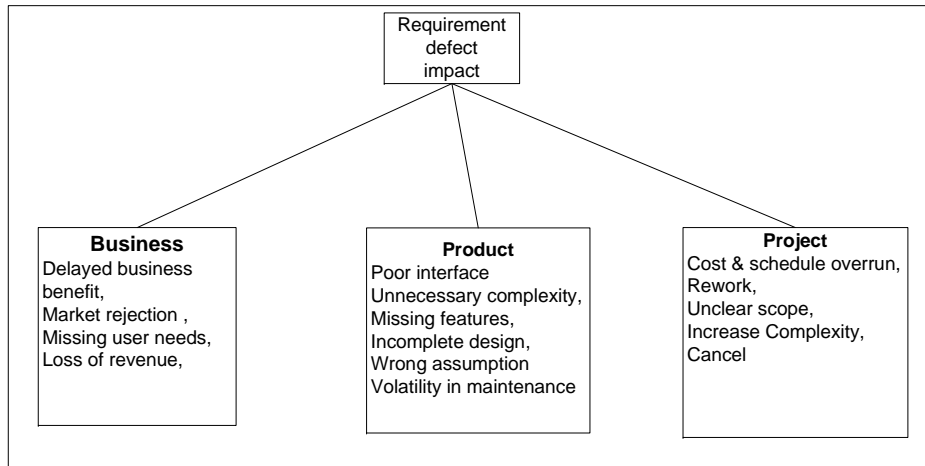 Requirement
defect
impact
Business
Delayed business
benefit,
Market rejection ,
Missing user needs,
Loss of revenue,
Product
Poor interface
Unnecessary complexity,
Missing features,
Incomplete design,
Wrong assumption
Volatility in maintenance
Project
Cost & schedule overrun,
Rework,
Unclear scope,
Increase Complexity,
Cancel